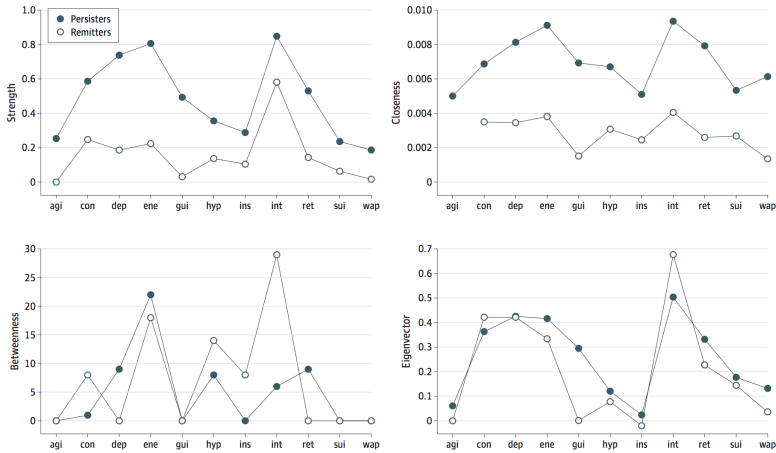 Persisters
Remitters
Strength
1.0
0.8
0.6
0.4
0.2
0
agi con dep ene gui hyp ins int ret sui wap
Closeness
0.010
0.008
0.006
0.004
0.002
0
agi con dep ene gui hyp ins int ret sui wap
Betweenness
30
25
20
15
10
5
0
agi con dep ene gui hyp ins int ret sui wap
Eigenvector
0.7
0.6
0.5
0.4
0.3
0.2
0.1
0
agi con dep ene gui hyp ins int ret sui wap